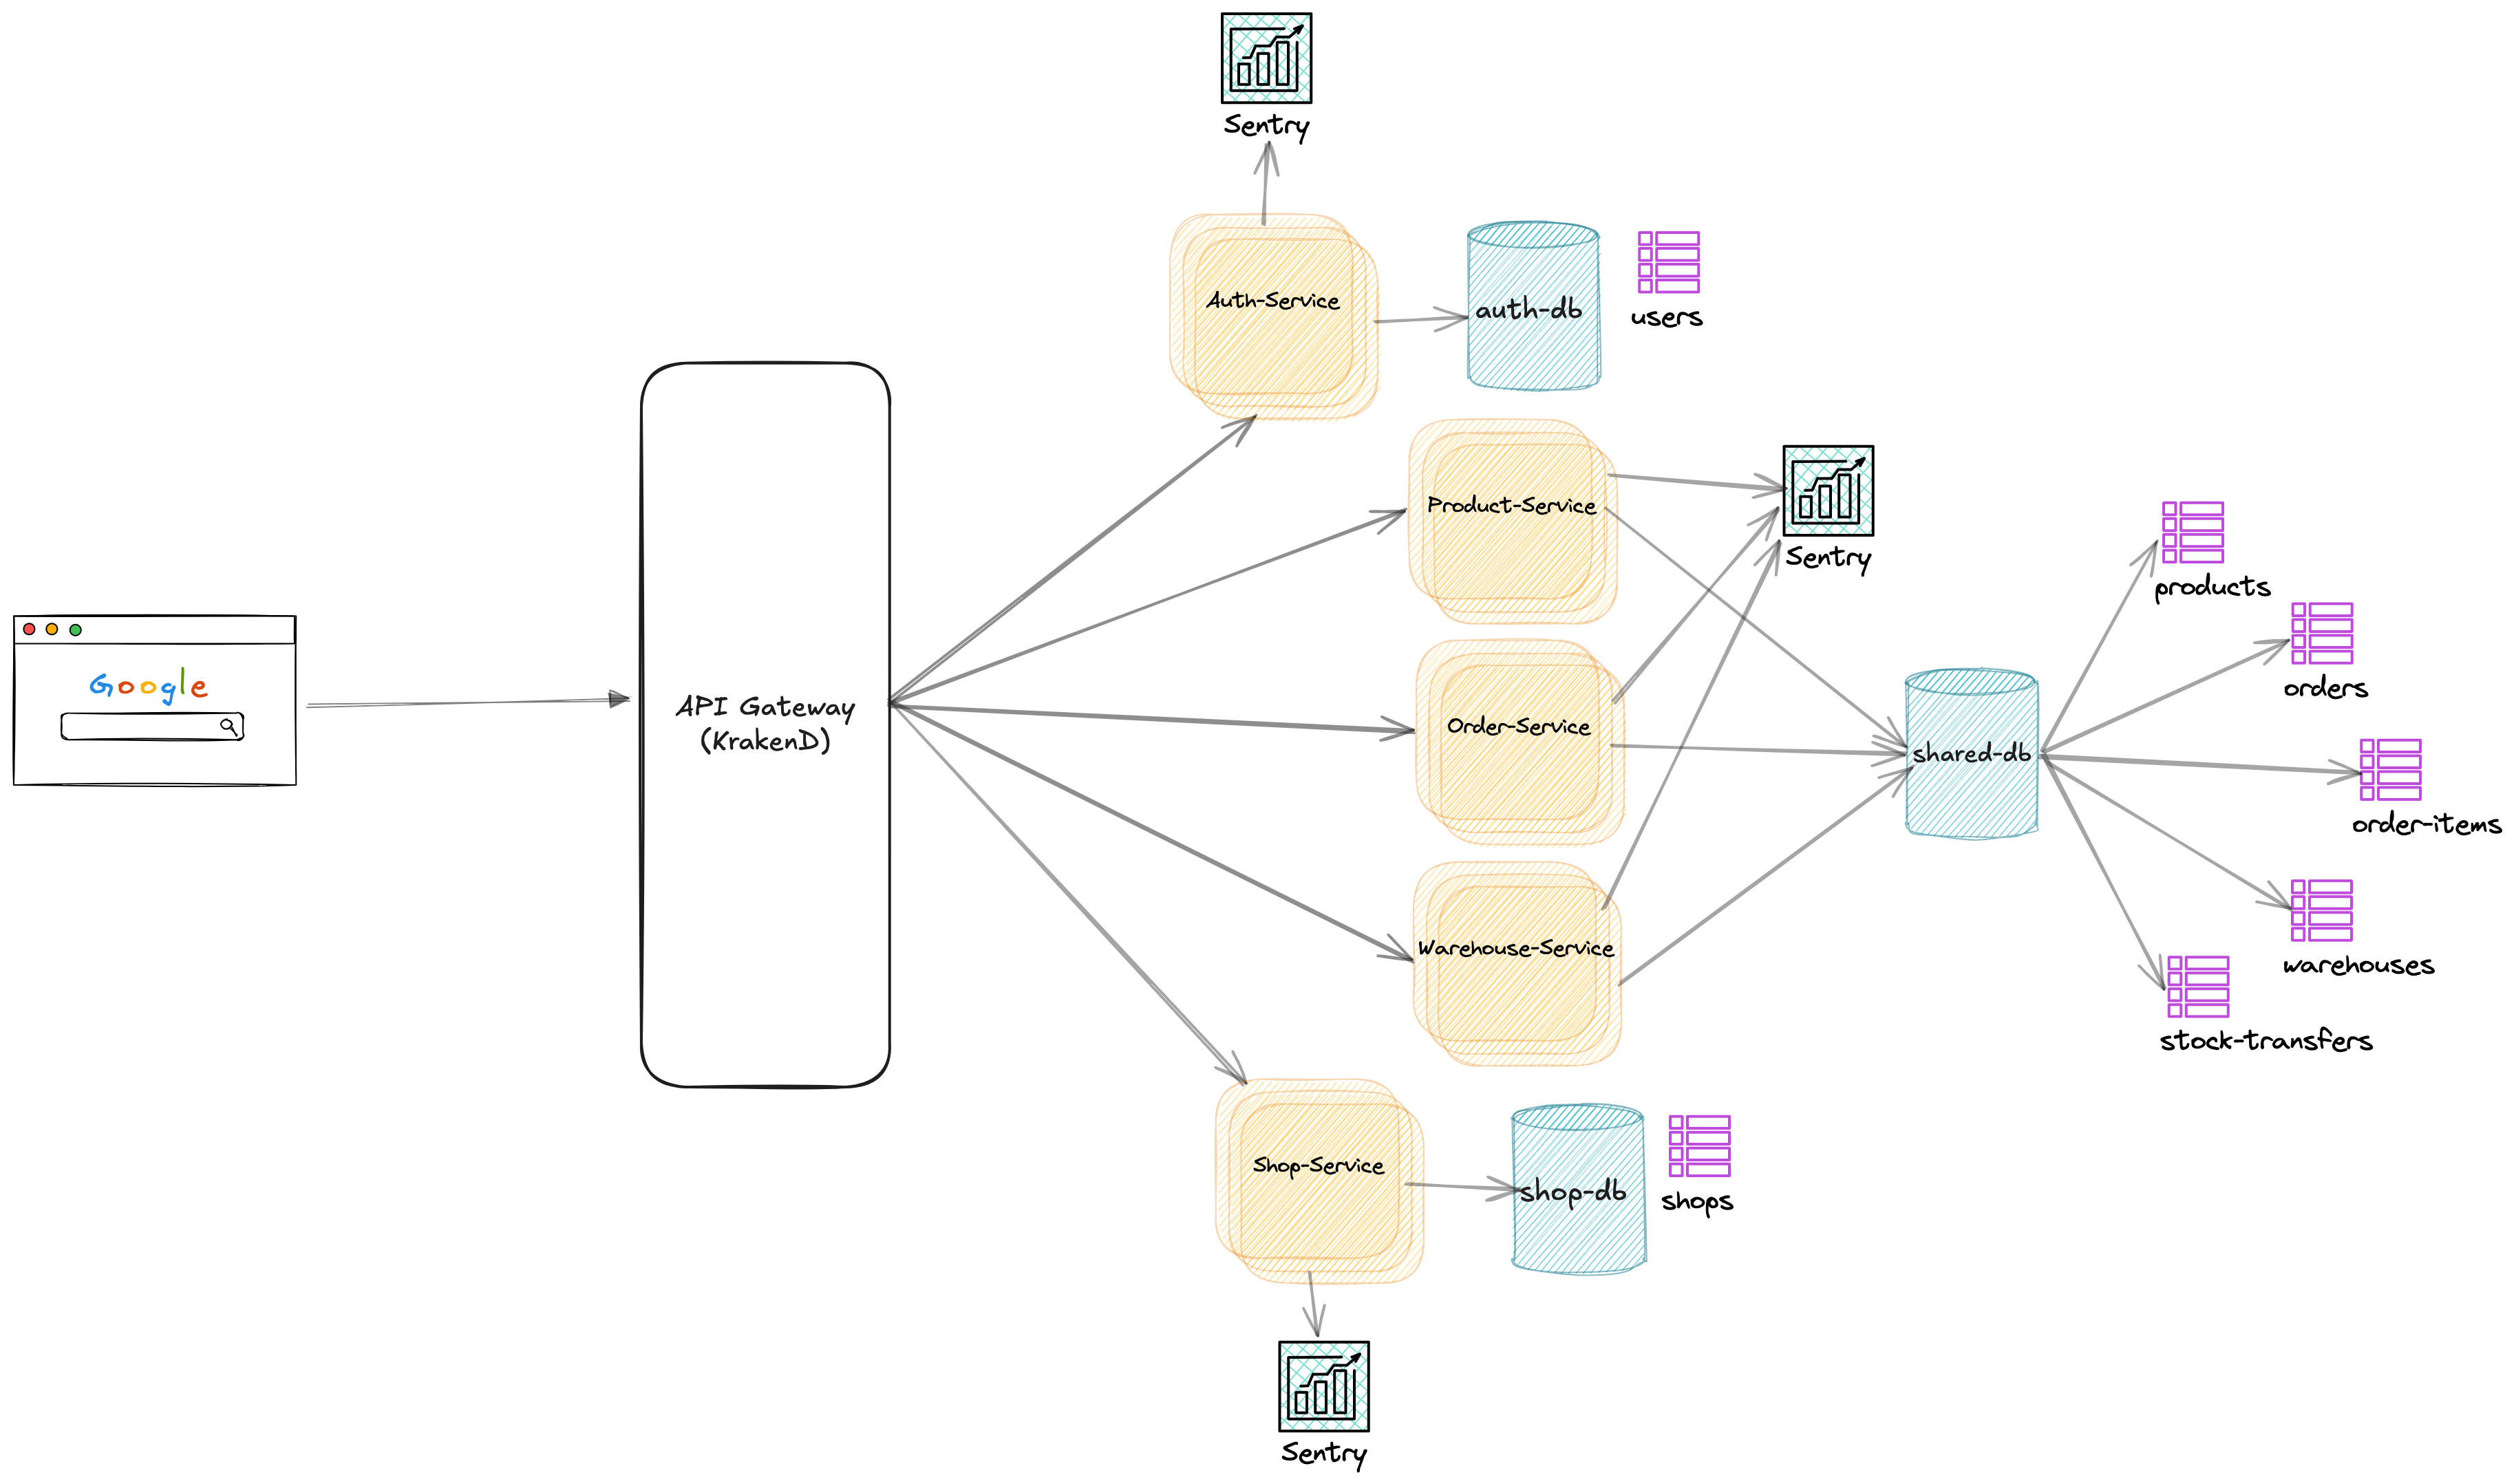 Sentry
Auth-Service
auth-db
users
Product-Service
Sentry
products
orders
Google
API Gateway
(KrakenD)
Order-Service
shared-db
order-items
Warehouse-Service
warehouses
stock-transfers
Shop-Service
shop-db
shops
Sentry